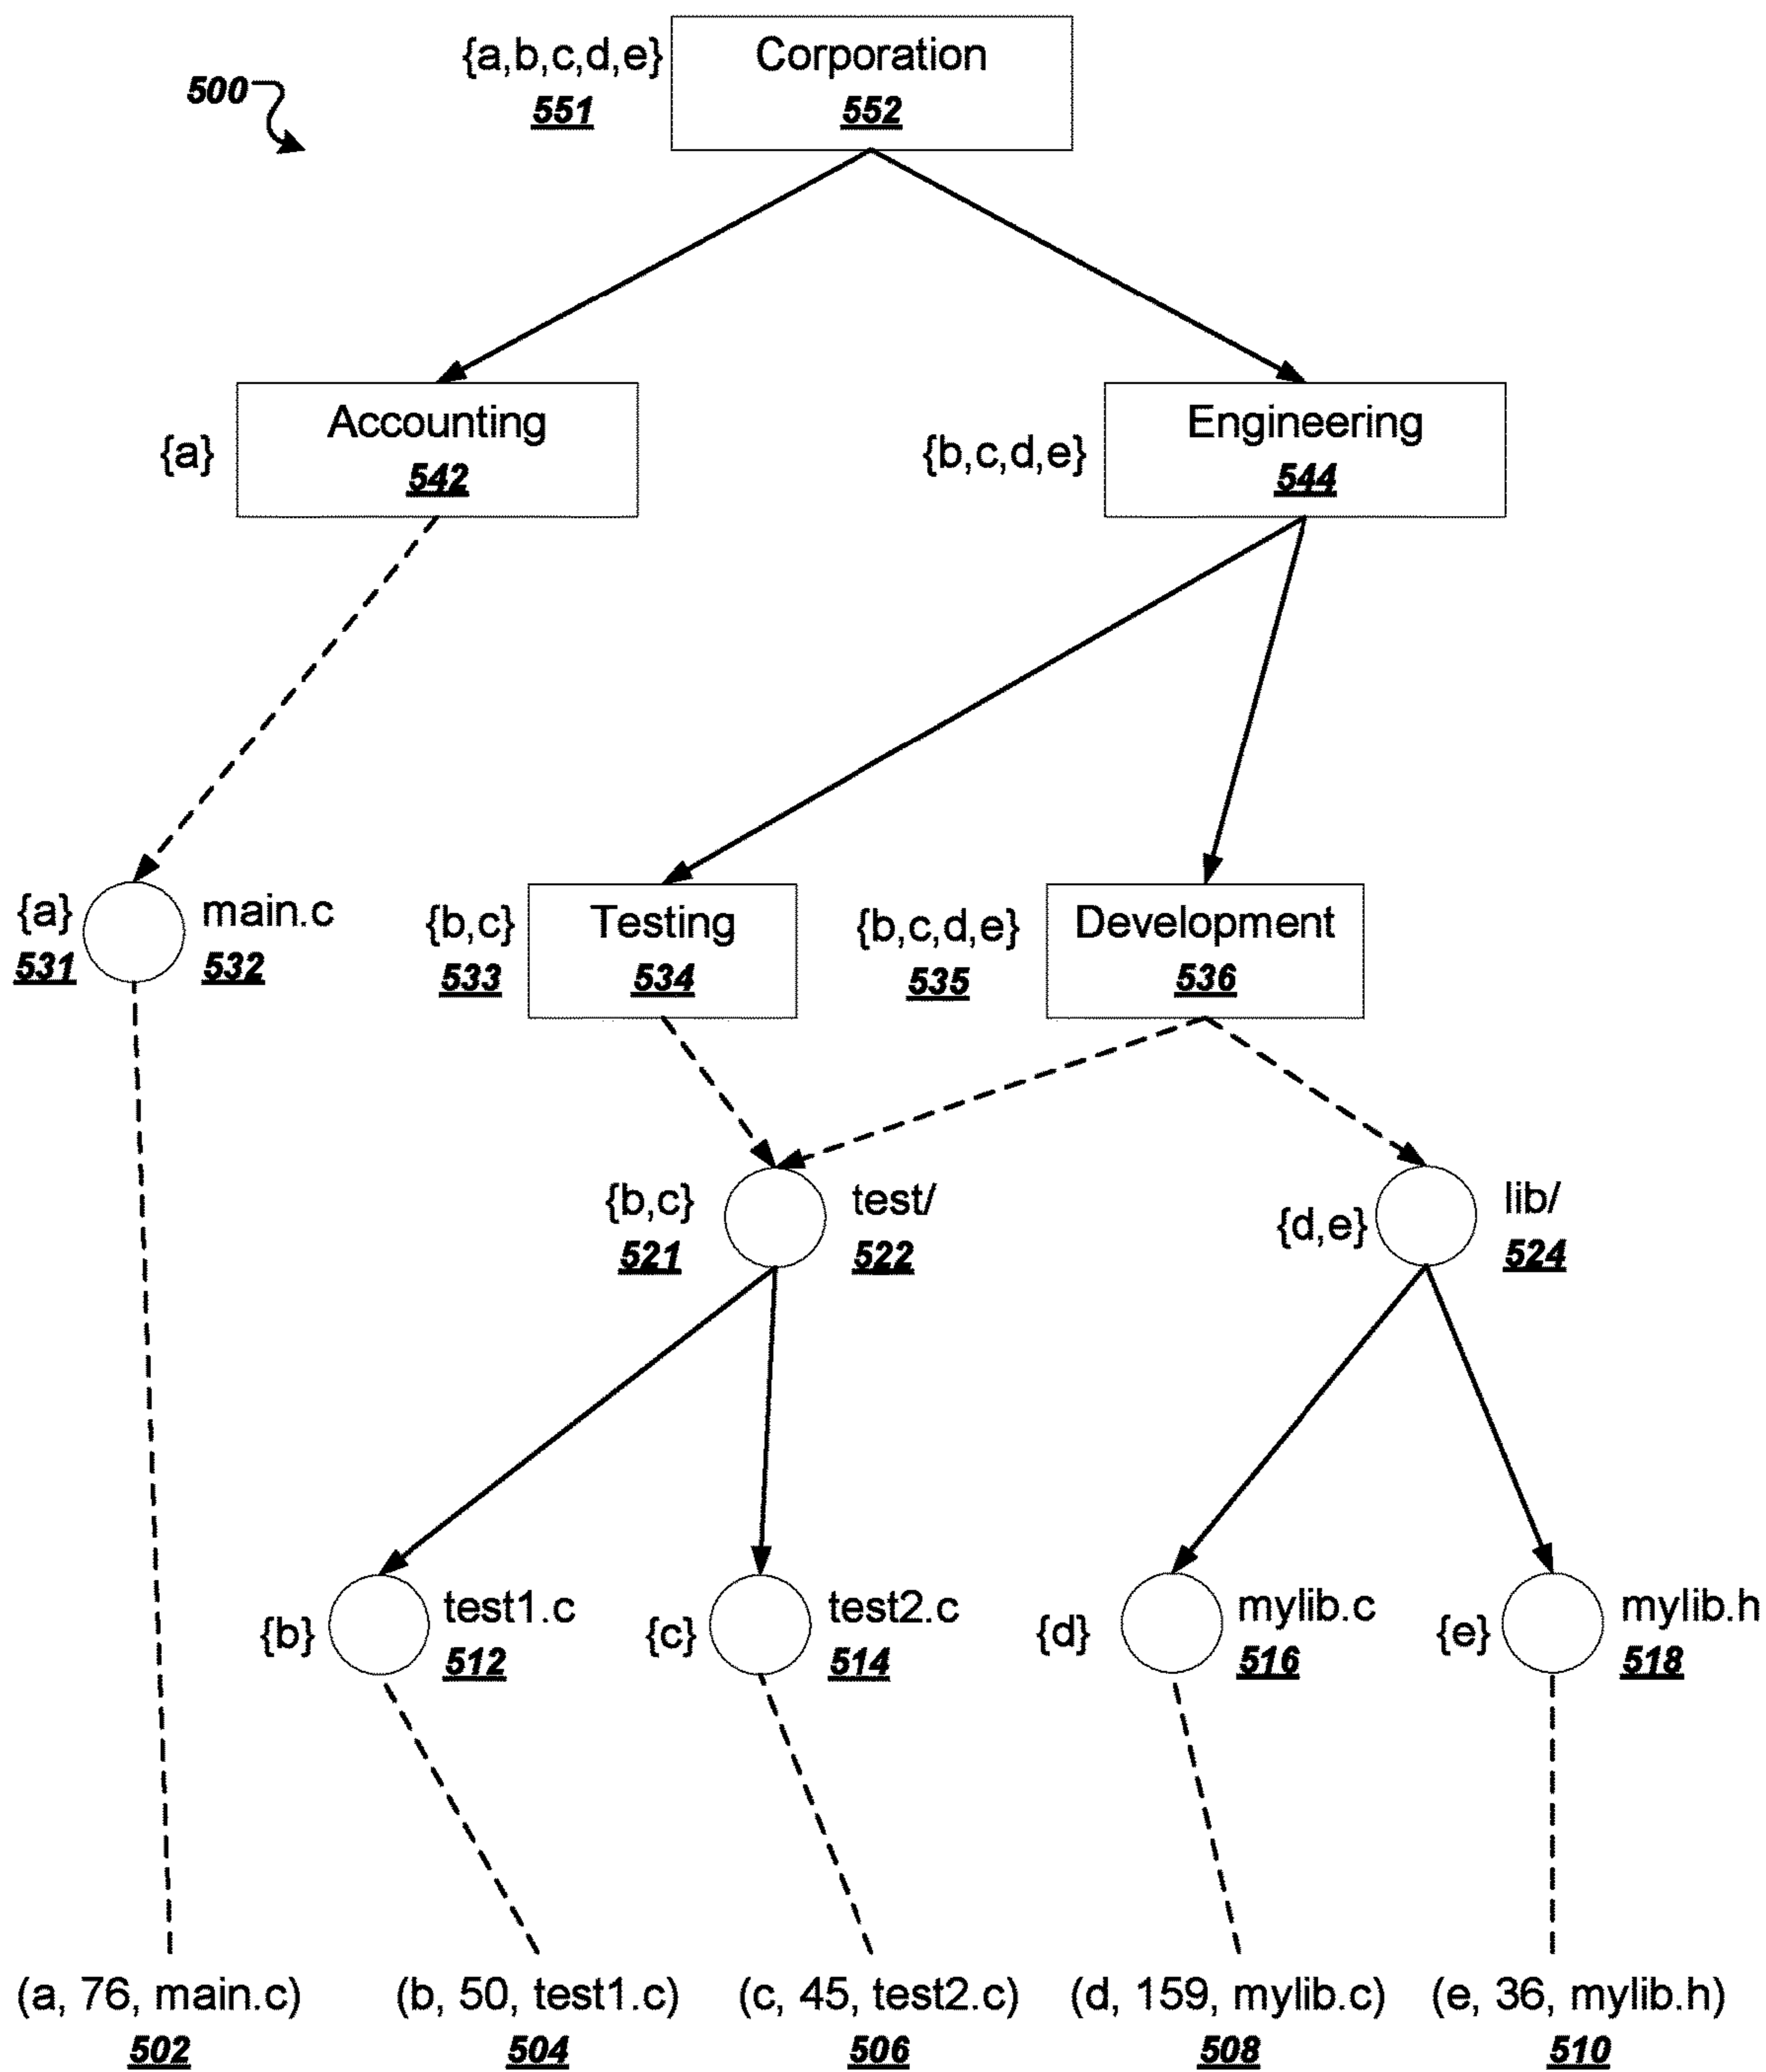 {a,b,c,d,e}
551
Corporation
552
500
{a}
Accounting
542
{b,c,d,e}
Engineering
544
{a}
531
main.c
532
{b,c}
533
Testing
534
{b,c,d,e}
535
Development
536
{b,c}
521
test/
522
{d,e}
lib/
524
{b}
test1.c
512
{c}
test2.c
514
{d}
mylib.c
516
{e}
mylib.h
518
(a, 76, main.c)
502
(b, 50, test1.c)
504
(c, 45, test2.c)
506
(d, 159, mylib.c)
508
(e, 36, mylib.h)
510